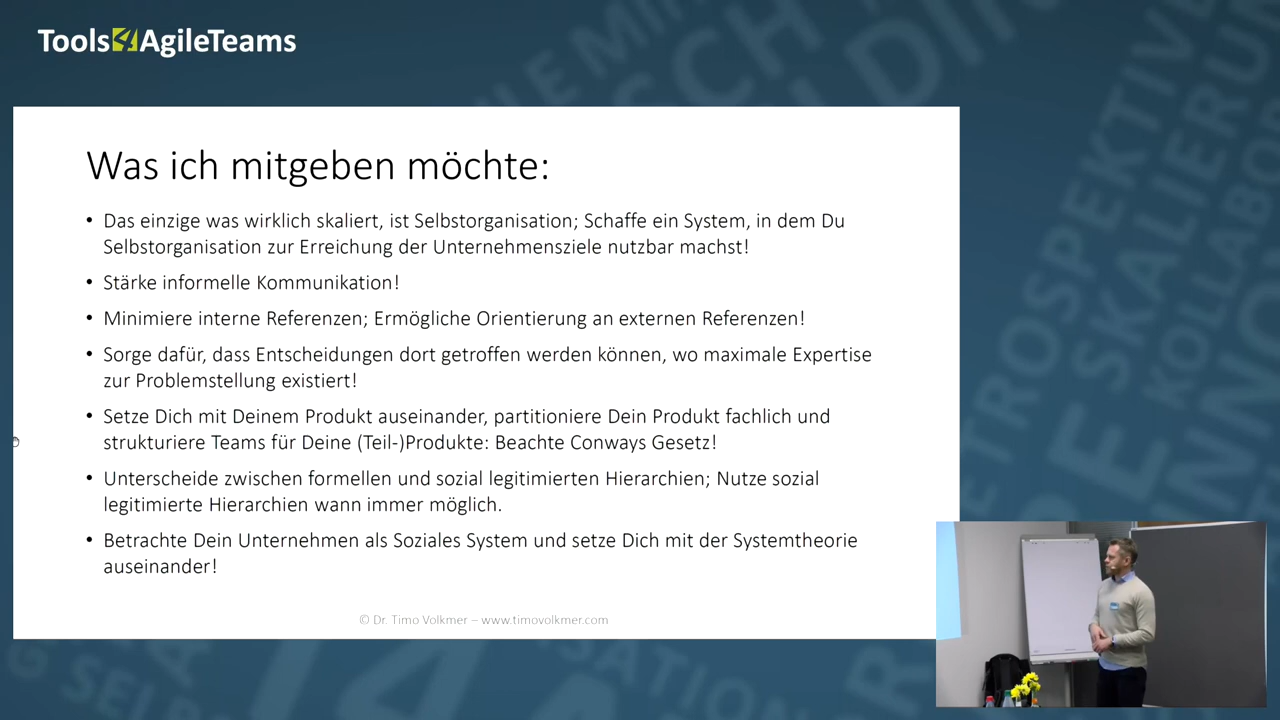 Tools4AgileTeams
Was ich mitgeben möchte:
• Das einzige was wirklich skaliert, ist Selbstorganisation; Schaffe ein System, in dem Du
Selbstorganisation zur Erreichung der Unternehmensziele nutzbar machst!
• Stärke informelle Kommunikation!
• Minimiere interne Referenzen; Ermögliche Orientierung an externen Referenzen!
• Sorge dafür, dass Entscheidungen dort getroffen werden können, wo maximale Expertise
zur Problemstellung existiert!
• Setze Dich mit Deinem Produkt auseinander, partitioniere Dein Produkt fachlich und
strukturiere Teams für Deine (Teil-)Produkte: Beachte Conways Gesetz!
• Unterscheide zwischen formellen und sozial legitimierten Hierarchien; Nutze sozial
legitimierte Hierarchien wann immer möglich.
• Betrachte Dein Unternehmen als Soziales System und setze Dich mit der Systemtheorie
auseinander!
© Dr. Timo Volkmer – www.timovolkmer.com